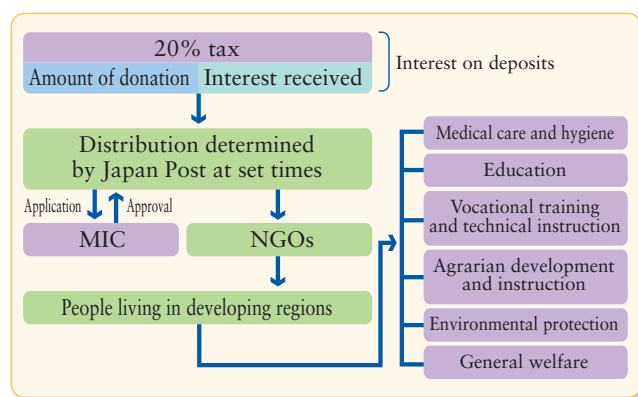 20% tax
Amount of donation
Interest received
Interest on deposits
Distribution determined
by Japan Post at set times
Application
Approval
MIC
NGOs
People living in developing regions
Medical care and hygiene
Education
Vocational training
and technical instruction
Agrarian development
and instruction
Environmental protection
General welfare